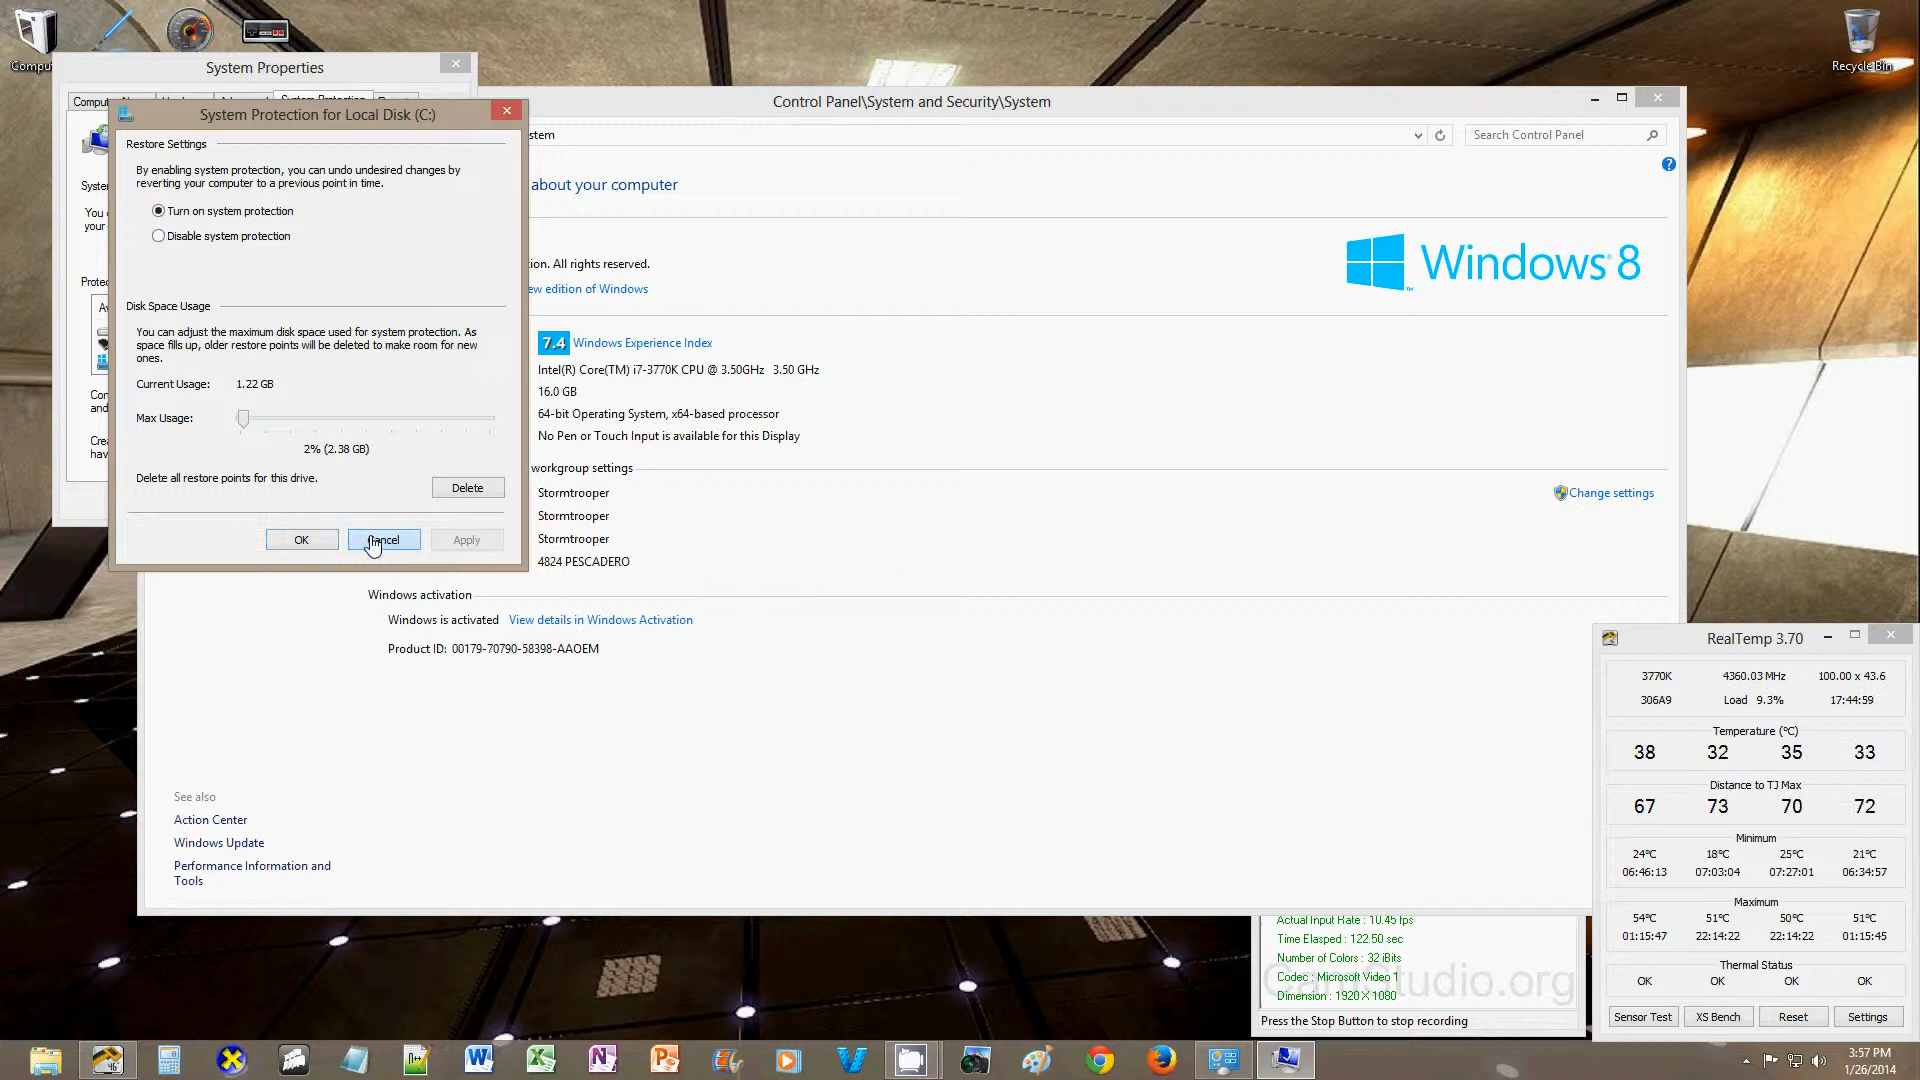 Recycle Bin
System Properties
System Protection for Local Disk (C:)
Restore Settings
By enabling system protection, you can undo undesired changes by
reverting your computer to a previous point in time.
Turn on system protection
Disable system protection
Disk Space Usage
You can adjust the maximum disk space used for system protection. As
space fills up, older restore points will be deleted to make room for new
ones.
Current Usage: 1.22 GB
Max Usage:
2% (2.38 GB)
Delete all restore points for this drive.
Delete
OK
Cancel
Apply
Control Panel\System and Security\System
stem
Search Control Panel
about your computer
ion. All rights reserved.
ew edition of Windows
Windows 8
7.4 Windows Experience Index
Intel(R) Core(TM) i7-3770K CPU @ 3.50GHz 3.50 GHz
16.0 GB
64-bit Operating System, x64-based processor
No Pen or Touch Input is available for this Display
workgroup settings
Stormtrooper
Change settings
Stormtrooper
Stormtrooper
4824 PESCADERO
Windows activation
Windows is activated View details in Windows Activation
Product ID: 00179-70790-58398-AAOEM
See also
Action Center
Windows Update
Performance Information and
Tools
RealTemp 3.70
3770K 4360.03 MHz 100.00 x 43.6
306A9 Load 9.3% 17:44:59
Temperature (°C)
38 32 35 33
Distance to TJ Max
67 73 70 72
Minimum
24°C 18°C 25°C 21°C
06:46:13 07:03:04 07:27:01 06:34:57
Maximum
54°C 51°C 50°C 51°C
01:15:47 22:14:22 22:14:22 01:15:45
Thermal Status
OK OK OK OK
Sensor Test XS Bench Reset Settings
Actual Input Rate : 10.45 fps
Time Elasped : 122.50 sec
Number of Colors : 32 iBits
Codec : Microsoft Video 1
Dimension : 1920 X 1080
CamStudio.org
Press the Stop Button to stop recording
3:57 PM
1/26/2014